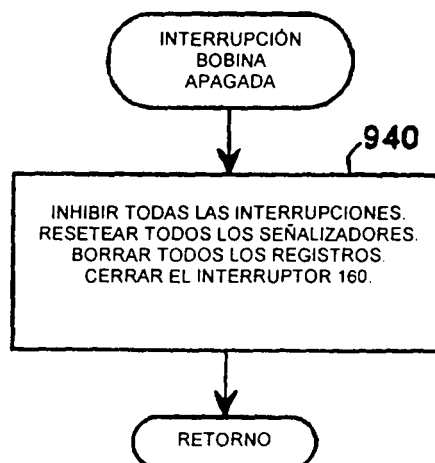 INTERRUPCIÓN
BOBINA
APAGADA
940
INHIBIR TODAS LAS INTERRUPCIONES.
RESETEAR TODOS LOS SEÑALIZADORES.
BORRAR TODOS LOS REGISTROS.
CERRAR EL INTERRUPTOR 160.
RETORNO